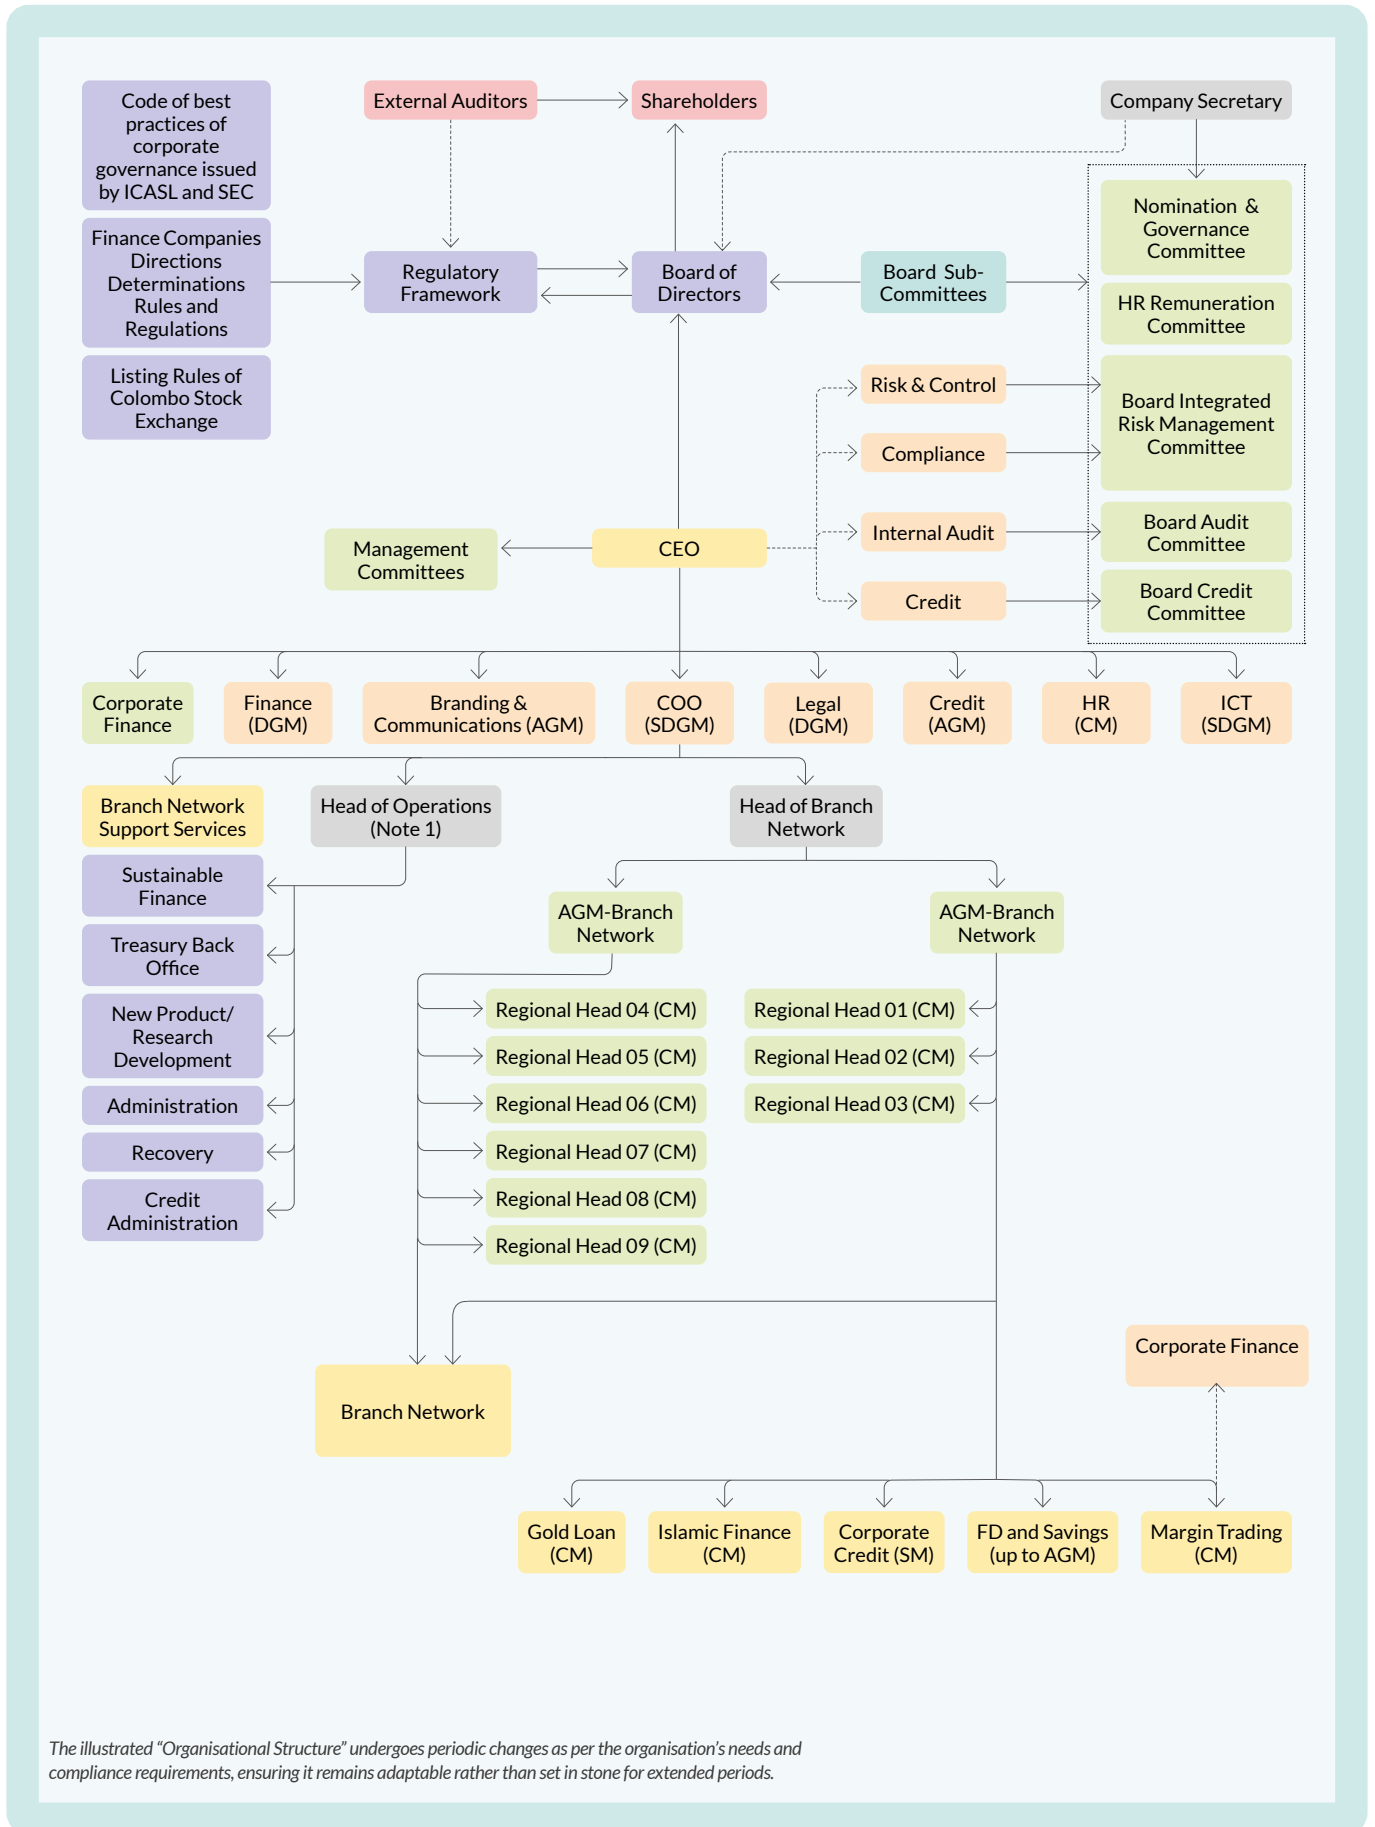 Code of best
practices of
corporate
governance issued
by ICASL and SEC
External Auditors
Shareholders
Company Secretary
Finance Companies
Directions
Determinations
Rules and
Regulations
Regulatory
Framework
Board of
Directors
Board Sub-
Committees
Nomination &
Governance
Committee
HR Remuneration
Committee
Listing Rules of
Colombo Stock
Exchange
Risk & Control
Compliance
Board Integrated
Risk Management
Committee
Internal Audit
Board Audit
Committee
Credit
Board Credit
Committee
Management
Committees
CEO
Corporate
Finance
Finance
(DGM)
Branding &
Communications (AGM)
COO
(SDGM)
Legal
(DGM)
Credit
(AGM)
HR
(CM)
ICT
(SDGM)
Branch Network
Support Services
Head of Operations
(Note 1)
Head of Branch
Network
Sustainable
Finance
Treasury Back
Office
New Product/
Research
Development
Administration
Recovery
Credit
Administration
AGM-Branch
Network
AGM-Branch
Network
Regional Head 04 (CM)
Regional Head 05 (CM)
Regional Head 06 (CM)
Regional Head 07 (CM)
Regional Head 08 (CM)
Regional Head 09 (CM)
Regional Head 01 (CM)
Regional Head 02 (CM)
Regional Head 03 (CM)
Branch Network
Corporate Finance
Gold Loan
(CM)
Islamic Finance
(CM)
Corporate
Credit (SM)
FD and Savings
(up to AGM)
Margin Trading
(CM)
The illustrated “Organisational Structure” undergoes periodic changes as per the organisation’s needs and
compliance requirements, ensuring it remains adaptable rather than set in stone for extended periods.